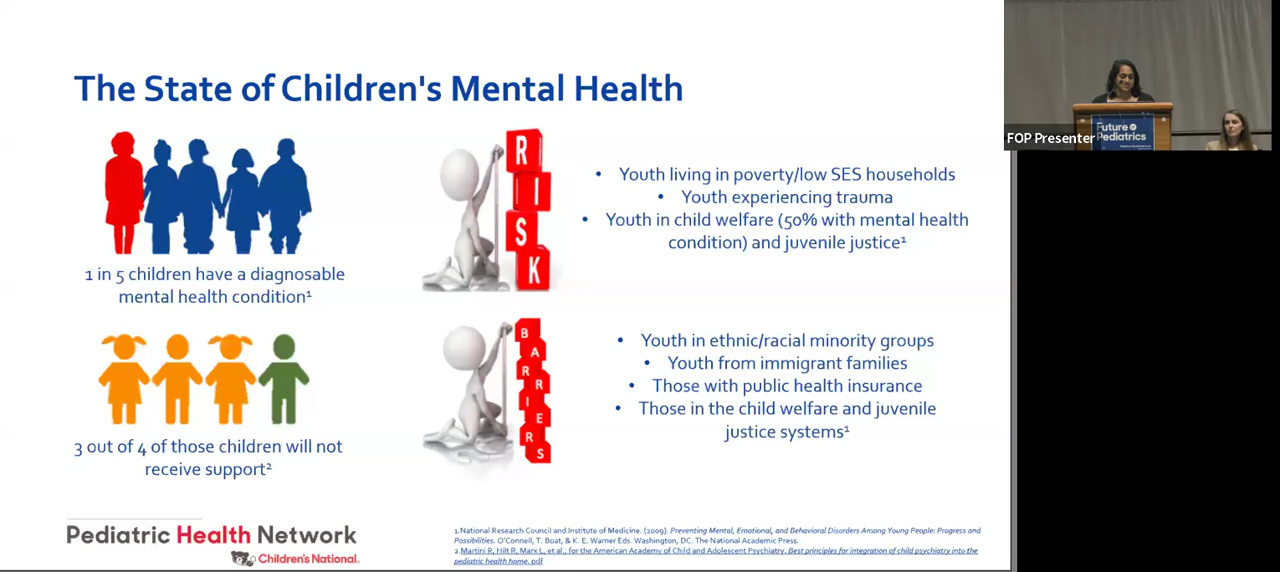 The State of Children's Mental Health
1 in 5 children have a diagnosable
mental health condition¹
3 out of 4 of those children will not
receive support²
R
I
S
K
• Youth living in poverty/low SES households
• Youth experiencing trauma
• Youth in child welfare (50% with mental health
condition) and juvenile justice¹
B
A
R
R
I
E
R
S
• Youth in ethnic/racial minority groups
• Youth from immigrant families
• Those with public health insurance
• Those in the child welfare and juvenile
justice systems¹
Pediatric Health Network
Children's National.
1.National Research Council and Institute of Medicine. (2009). Preventing Mental, Emotional, and Behavioral Disorders Among Young People: Progress and
Possibilities. O'Connell, T. Boat, & K. E. Warner Eds. Washington, DC. The National Academic Press.
2.Martini R, Hilt R, Marx L, et al.; for the American Academy of Child and Adolescent Psychiatry. Best principles for integration of child psychiatry into the
pediatric health home. pdf
FOP Presenter
Future of
Pediatrics